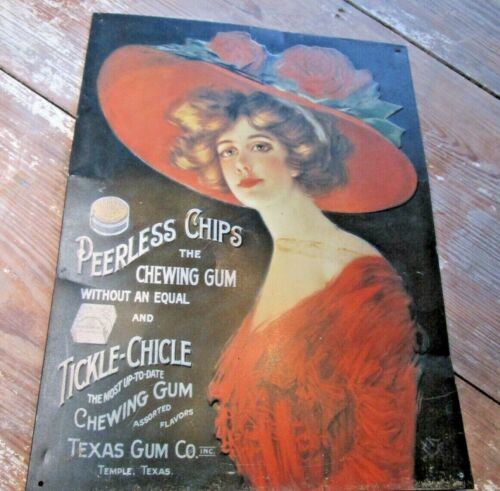 PEERLESS CHIPS
THE
CHEWING GUM
WITHOUT AN EQUAL
AND
TICKLE-CHICLE
THE MOST UP-TO-DATE
CHEWING GUM
ASSORTED
FLAVORS
TEXAS GUM CO. INC.
TEMPLE, TEXAS.